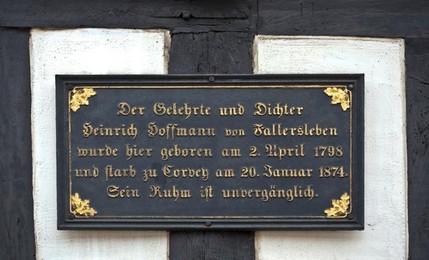 Der Gelehrte und Dichter
Heinrich Hoffmann von Fallersleben
wurde hier geboren am 2. April 1798
und starb zu Corvey am 20. Januar 1874.
Sein Ruhm ist unvergänglich.